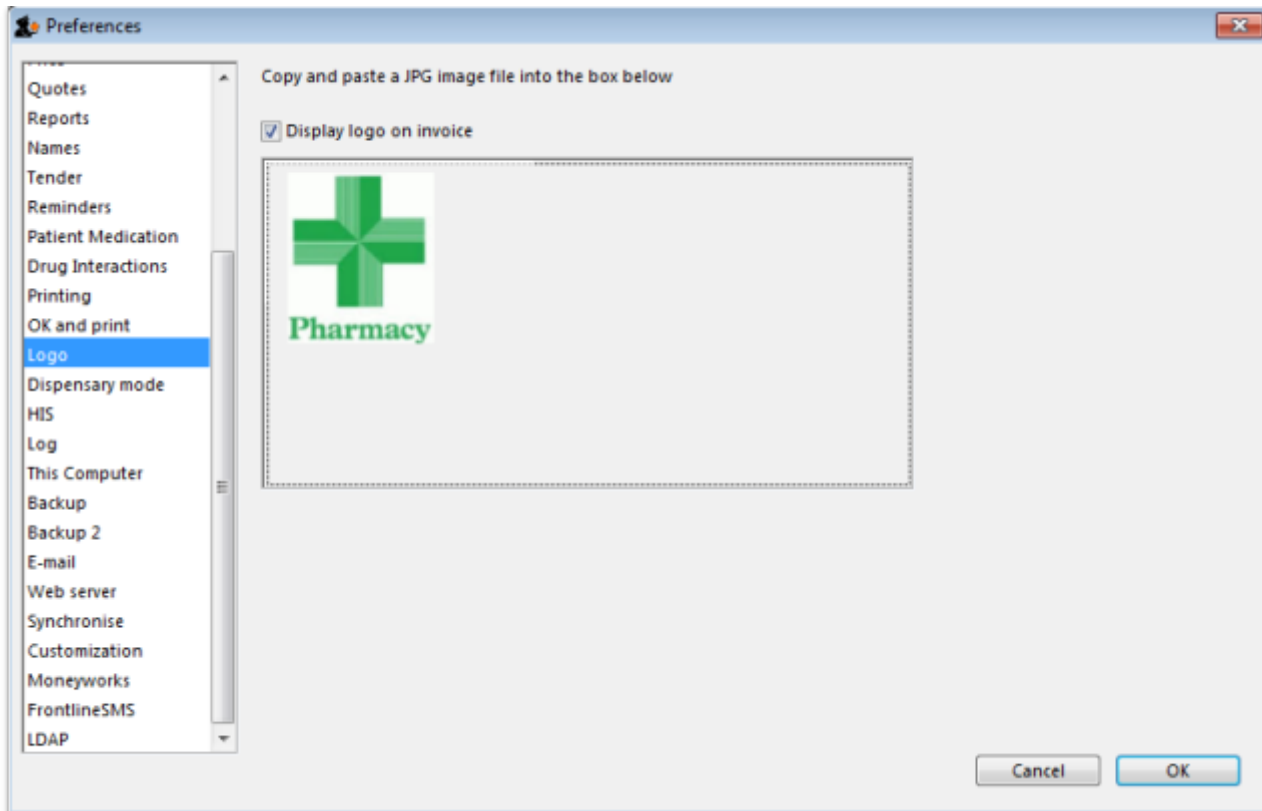 Preferences
Quotes
Reports
Names
Tender
Reminders
Patient Medication
Drug Interactions
Printing
OK and print
Logo
Dispensary mode
HIS
Log
This Computer
Backup
Backup 2
E-mail
Web server
Synchronise
Customization
Moneyworks
FrontlineSMS
LDAP
Copy and paste a JPG image file into the box below
Display logo on invoice
Pharmacy
Cancel
OK